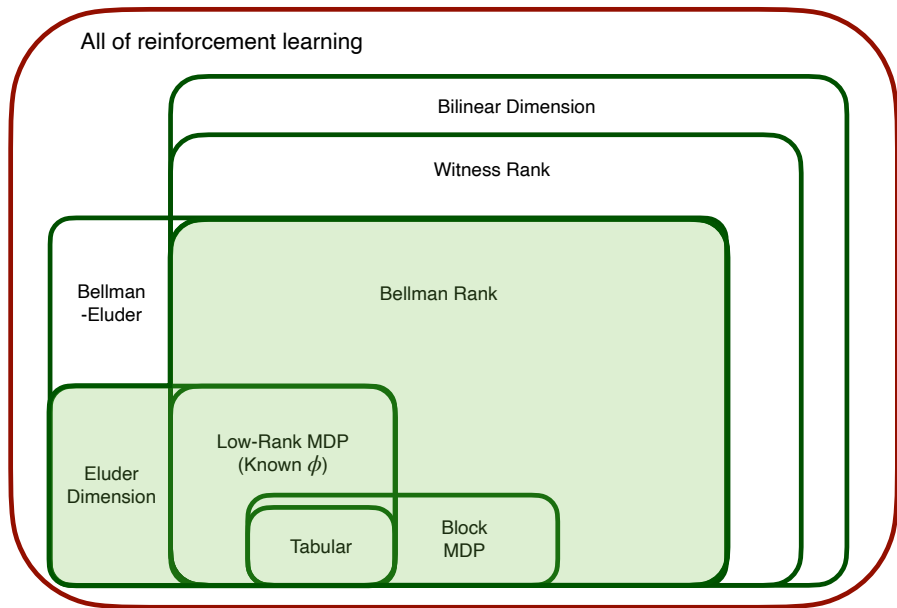 All of reinforcement learning
Bilinear Dimension
Witness Rank
Bellman
-Eluder
Bellman Rank
Low-Rank MDP
(Known ϕ)
Eluder
Dimension
Tabular
Block
MDP